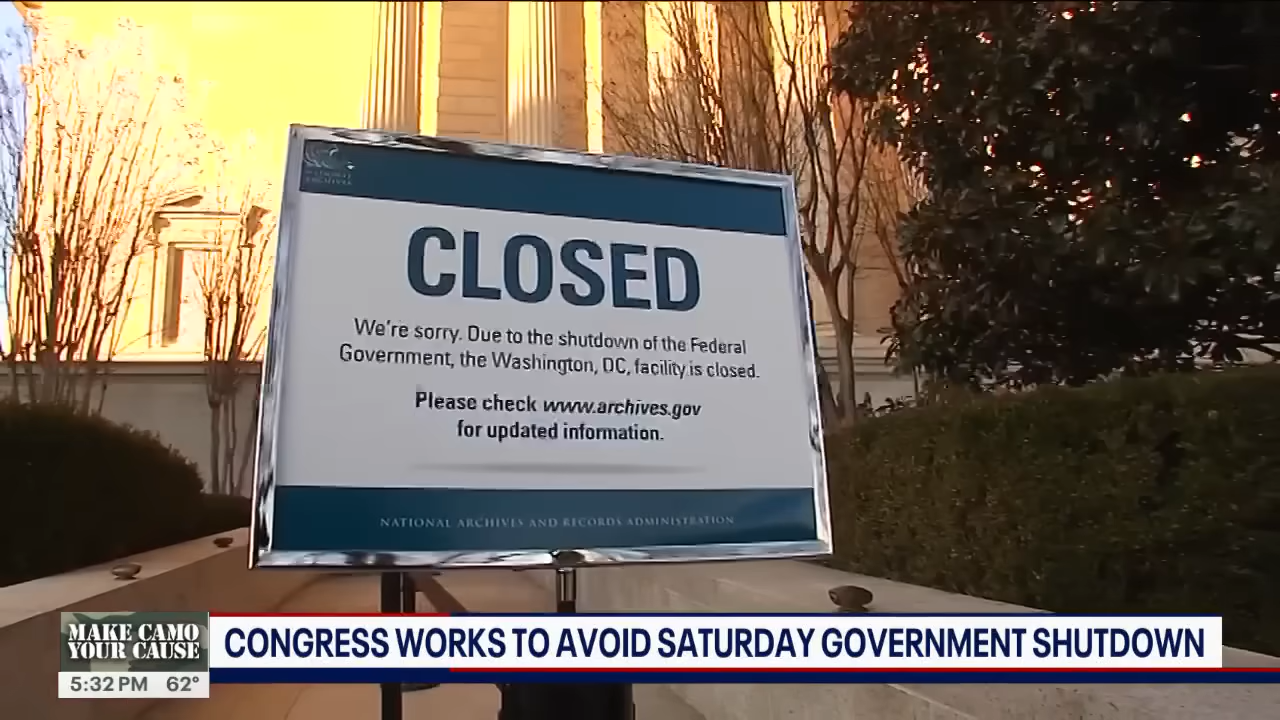 NATIONAL
ARCHIVES
CLOSED
We're sorry. Due to the shutdown of the Federal
Government, the Washington, DC, facility is closed.
Please check www.archives.gov
for updated information.
NATIONAL ARCHIVES AND RECORDS ADMINISTRATION
MAKE CAMO
YOUR CAUSE
CONGRESS WORKS TO AVOID SATURDAY GOVERNMENT SHUTDOWN
5:32 PM 62°